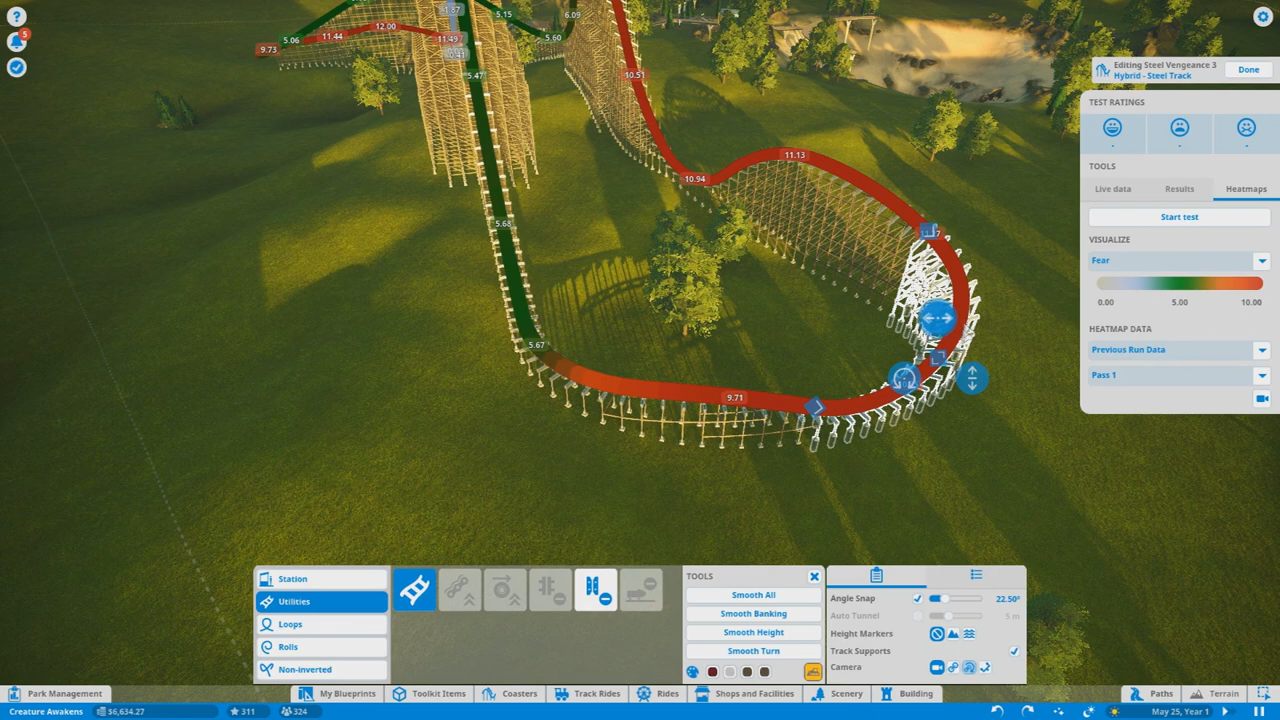 1.87
5.15
6.09
5.06
11.44
12.00
11.49
9.73
5.60
5.47
10.51
5.68
11.13
10.94
5.67
9.71
?
5
Editing Steel Vengeance 3
Hybrid - Steel Track
Done
TEST RATINGS
- - -
TOOLS
Live data Results Heatmaps
Start test
VISUALIZE
Fear
0.00 5.00 10.00
HEATMAP DATA
Previous Run Data
Pass 1
Station
Utilities
Loops
Rolls
Non-inverted
TOOLS
Smooth All
Smooth Banking
Smooth Height
Smooth Turn
Angle Snap 22.50°
Auto Tunnel 5 m
Height Markers
Track Supports
Camera
Park Management My Blueprints Toolkit Items Coasters Track Rides Rides Shops and Facilities Scenery Building Paths Terrain
Creature Awakens $6,634.27 311 324 May 25, Year 1